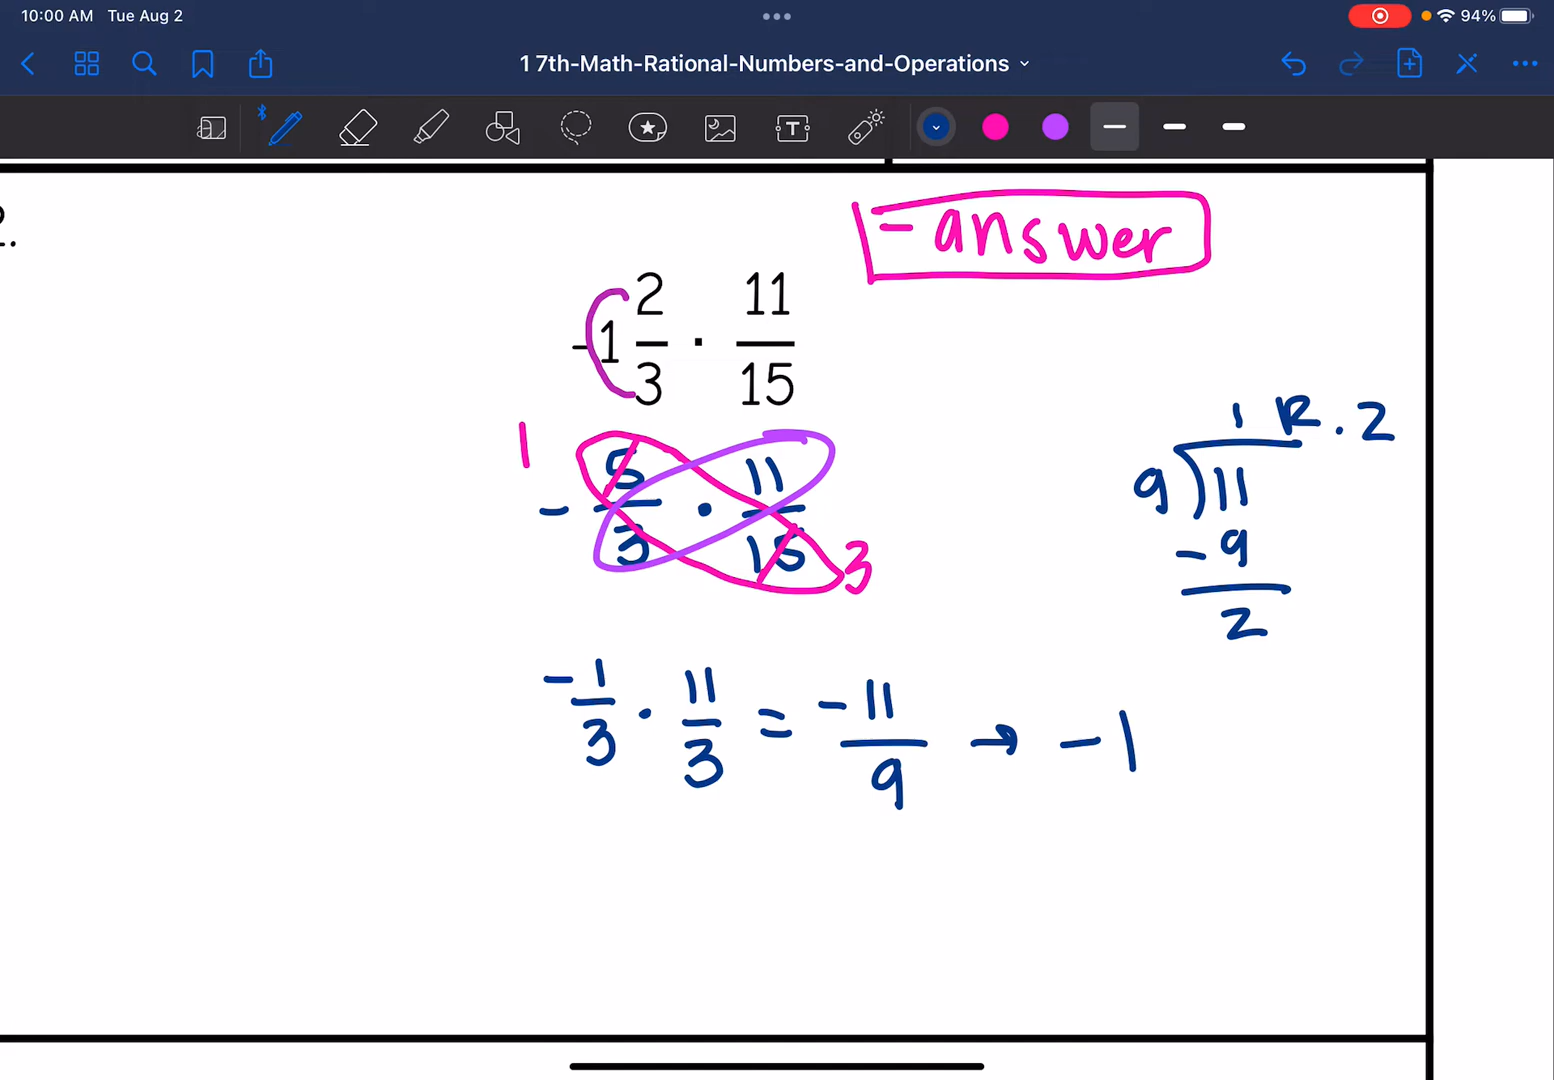 10:00 AM Tue Aug 2
94%
1 7th-Math-Rational-Numbers-and-Operations
T
- answer
2.
-1 2/3 · 11/15
1
- 5/3 · 11/15
3
1 R.2
9)11
-9
2
-1/3 · 11/3 = -11/9 → -1